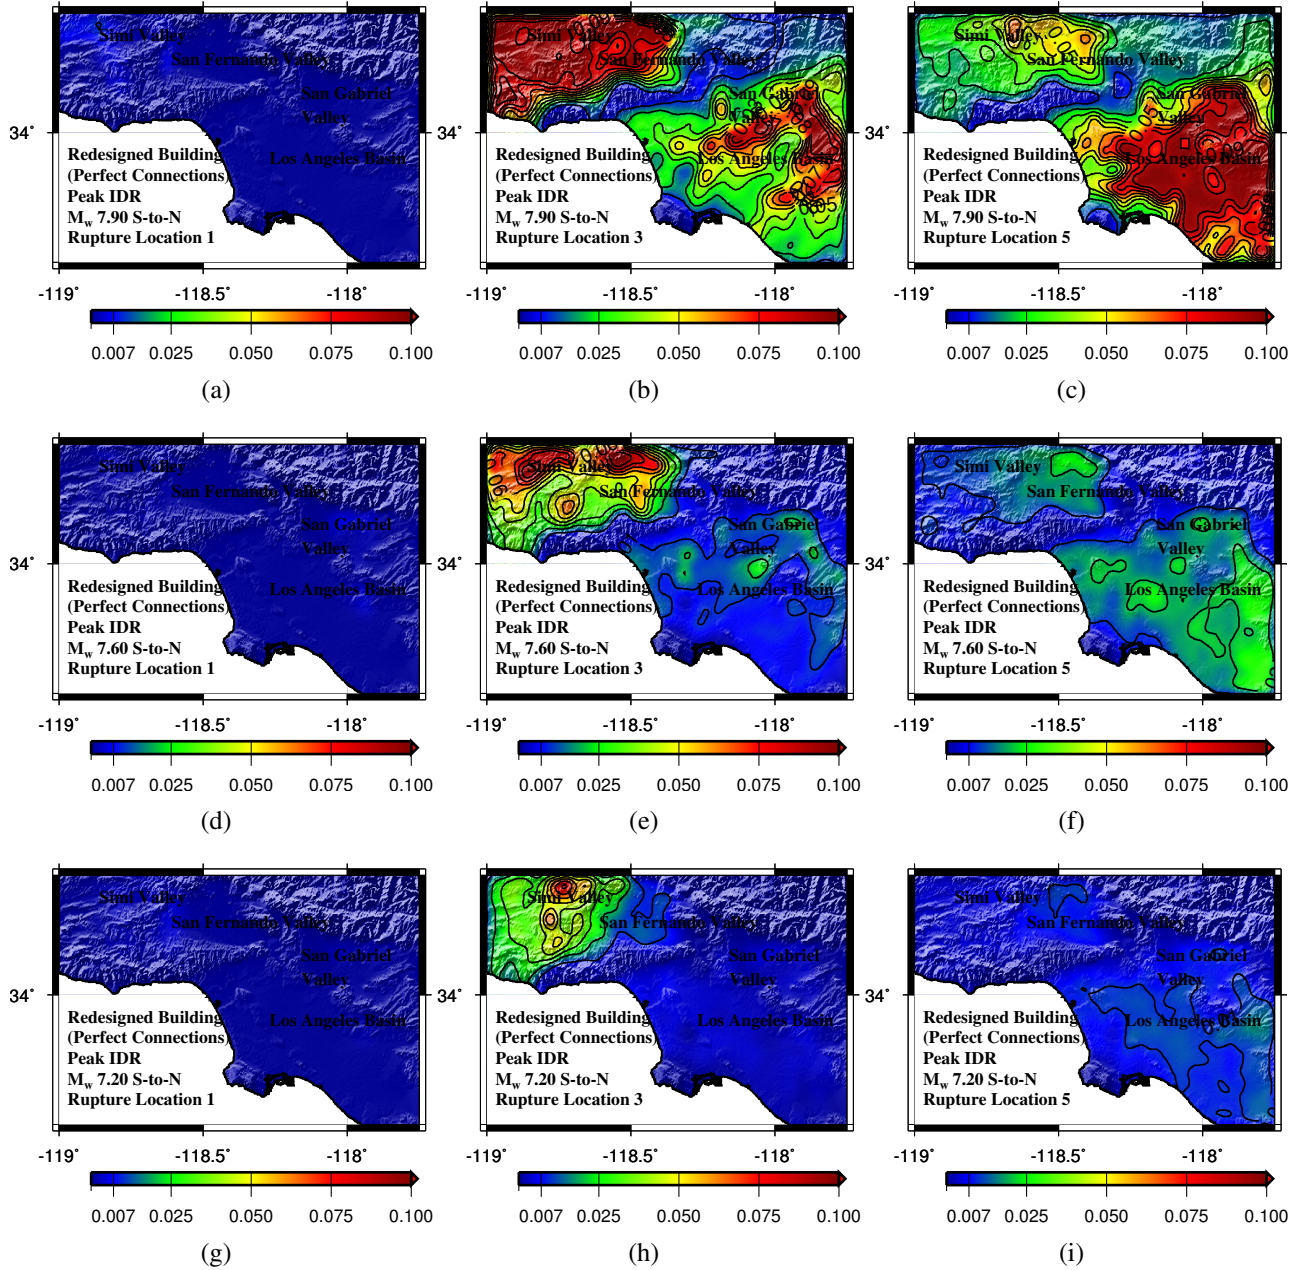 Simi Valley
San Fernando Valley
San Gabriel
Valley
Los Angeles Basin
34°
Redesigned Building
(Perfect Connections)
Peak IDR
Mw 7.90 S-to-N
Rupture Location 1
-119° -118.5° -118°
0.007 0.025 0.050 0.075 0.100
(a)
Simi Valley
San Fernando Valley
San Gabriel
Valley
Los Angeles Basin
34°
Redesigned Building
(Perfect Connections)
Peak IDR
Mw 7.90 S-to-N
Rupture Location 3
-119° -118.5° -118°
0.007 0.025 0.050 0.075 0.100
(b)
Simi Valley
San Fernando Valley
San Gabriel
Valley
Los Angeles Basin
34°
Redesigned Building
(Perfect Connections)
Peak IDR
Mw 7.90 S-to-N
Rupture Location 5
-119° -118.5° -118°
0.007 0.025 0.050 0.075 0.100
(c)
Simi Valley
San Fernando Valley
San Gabriel
Valley
Los Angeles Basin
34°
Redesigned Building
(Perfect Connections)
Peak IDR
Mw 7.60 S-to-N
Rupture Location 1
-119° -118.5° -118°
0.007 0.025 0.050 0.075 0.100
(d)
Simi Valley
San Fernando Valley
San Gabriel
Valley
Los Angeles Basin
34°
Redesigned Building
(Perfect Connections)
Peak IDR
Mw 7.60 S-to-N
Rupture Location 3
-119° -118.5° -118°
0.007 0.025 0.050 0.075 0.100
(e)
Simi Valley
San Fernando Valley
San Gabriel
Valley
Los Angeles Basin
34°
Redesigned Building
(Perfect Connections)
Peak IDR
Mw 7.60 S-to-N
Rupture Location 5
-119° -118.5° -118°
0.007 0.025 0.050 0.075 0.100
(f)
Simi Valley
San Fernando Valley
San Gabriel
Valley
Los Angeles Basin
34°
Redesigned Building
(Perfect Connections)
Peak IDR
Mw 7.20 S-to-N
Rupture Location 1
-119° -118.5° -118°
0.007 0.025 0.050 0.075 0.100
(g)
Simi Valley
San Fernando Valley
San Gabriel
Valley
Los Angeles Basin
34°
Redesigned Building
(Perfect Connections)
Peak IDR
Mw 7.20 S-to-N
Rupture Location 3
-119° -118.5° -118°
0.007 0.025 0.050 0.075 0.100
(h)
Simi Valley
San Fernando Valley
San Gabriel
Valley
Los Angeles Basin
34°
Redesigned Building
(Perfect Connections)
Peak IDR
Mw 7.20 S-to-N
Rupture Location 5
-119° -118.5° -118°
0.007 0.025 0.050 0.075 0.100
(i)